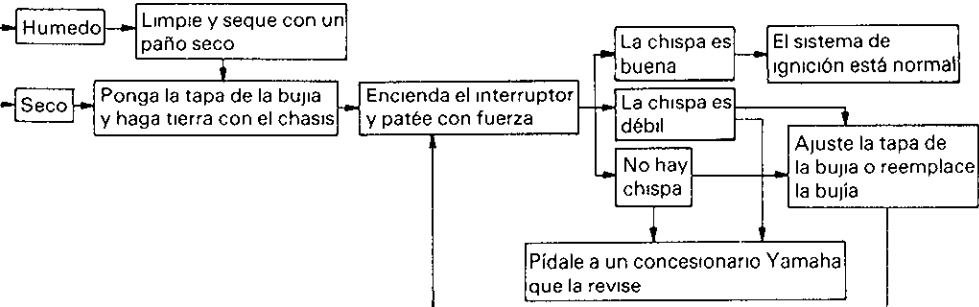 Humedo
Limpie y seque con un
paño seco
Seco
Ponga la tapa de la bujia
y haga tierra con el chasis
Encienda el interruptor
y patée con fuerza
La chispa es
buena
El sistema de
ignición está normal
La chispa es
débil
No hay
chispa
Ajuste la tapa de
la bujia o reemplace
la bujía
Pídale a un concesionario Yamaha
que la revise